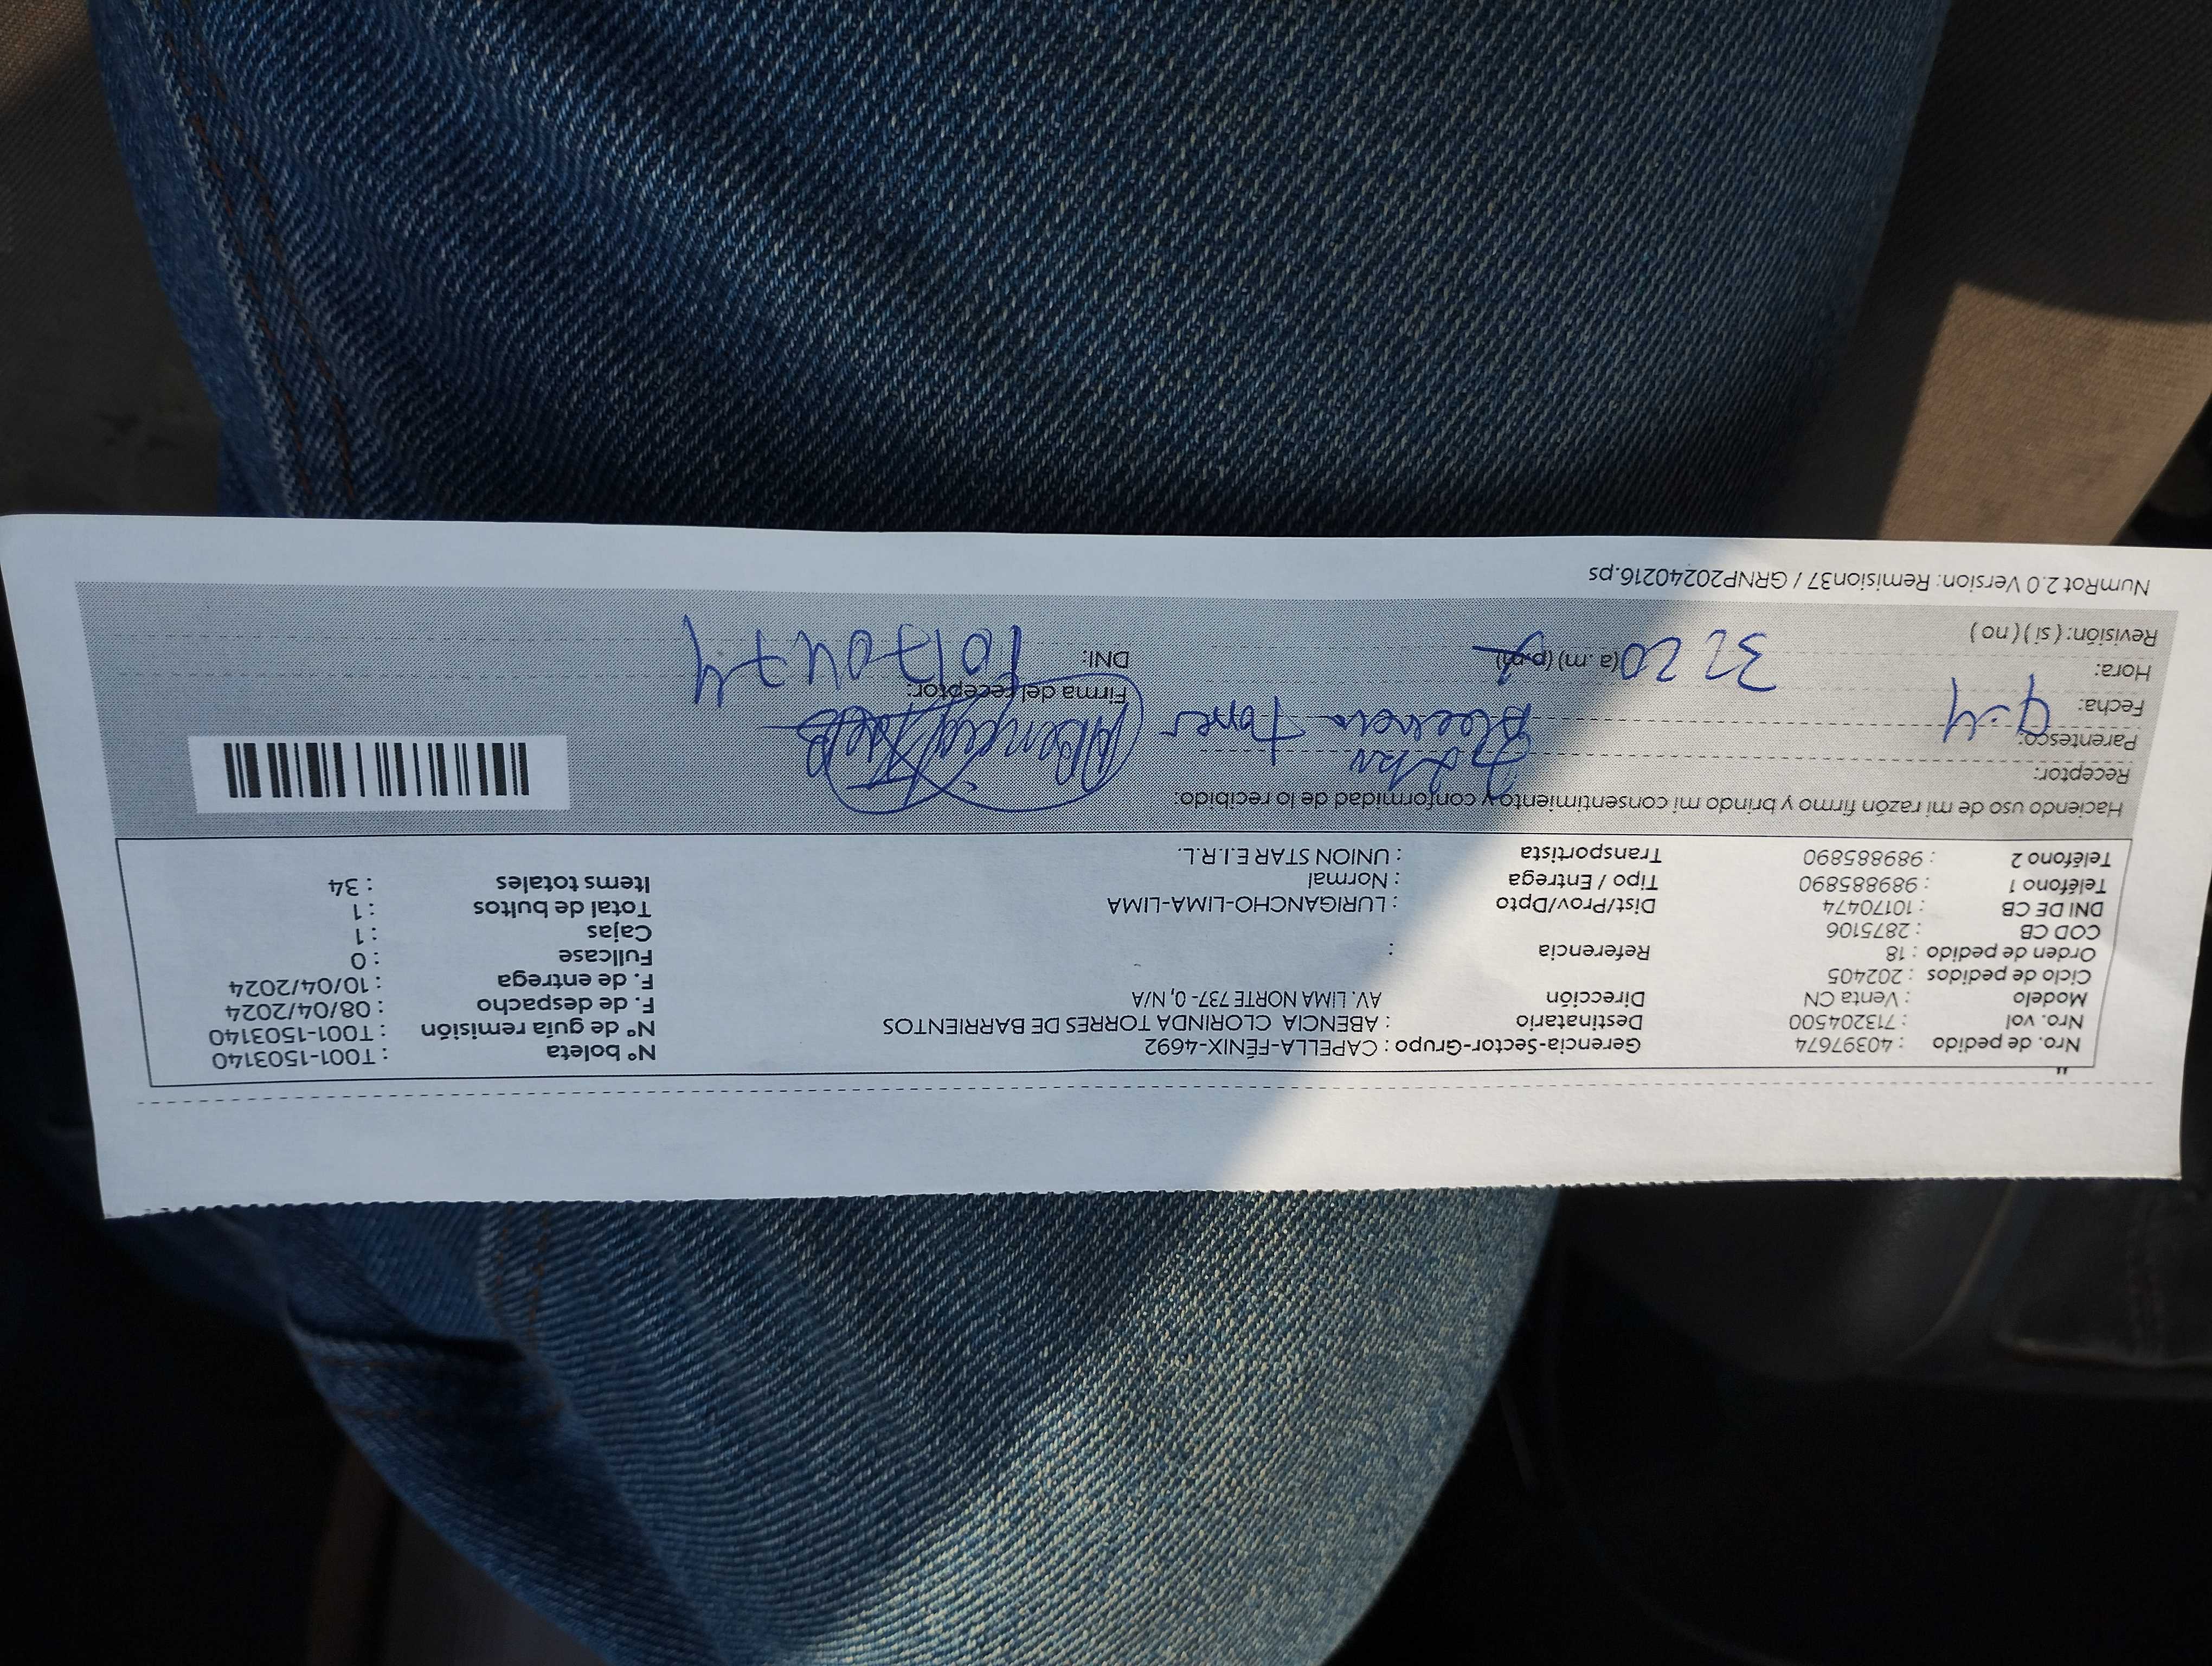 Nro. de pedido : 40397674 Gerencia-Sector-Grupo : CAPELLA-FÉNIX-4692 N° boleta : T001-1503140
Nro. vol : 713204500 Destinatario : ABENCIA CLORINDA TORRES DE BARRIENTOS N° de guía remisión : T001-1503140
Modelo : Venta CN Dirección AV. LIMA NORTE 737- 0, N/A F. de despacho : 08/04/2024
Ciclo de pedidos : 202405 F. de entrega : 10/04/2024
Orden de pedido : 18 Referencia : Fullcase : 0
COD CB : 2875106 Cajas : 1
DNI DE CB : 10170474 Dist/Prov/Dpto : LURIGANCHO-LIMA-LIMA Total de bultos : 1
Teléfono 1 : 989885890 Tipo / Entrega : Normal Items totales : 34
Teléfono 2 : 989885890 Transportista : UNION STAR E.I.R.L.
Haciendo uso de mi razón firmo y brindo mi consentimiento y conformidad de lo recibido:
Receptor:
Parentesco: Torres
Fecha: 9-4 Firma del receptor:
Hora: (a. m) (p.m) DNI: 10170474
Revisión: ( si ) ( no )
NumRot 2.0 Version: Remision37 / GRNP20240216.ps